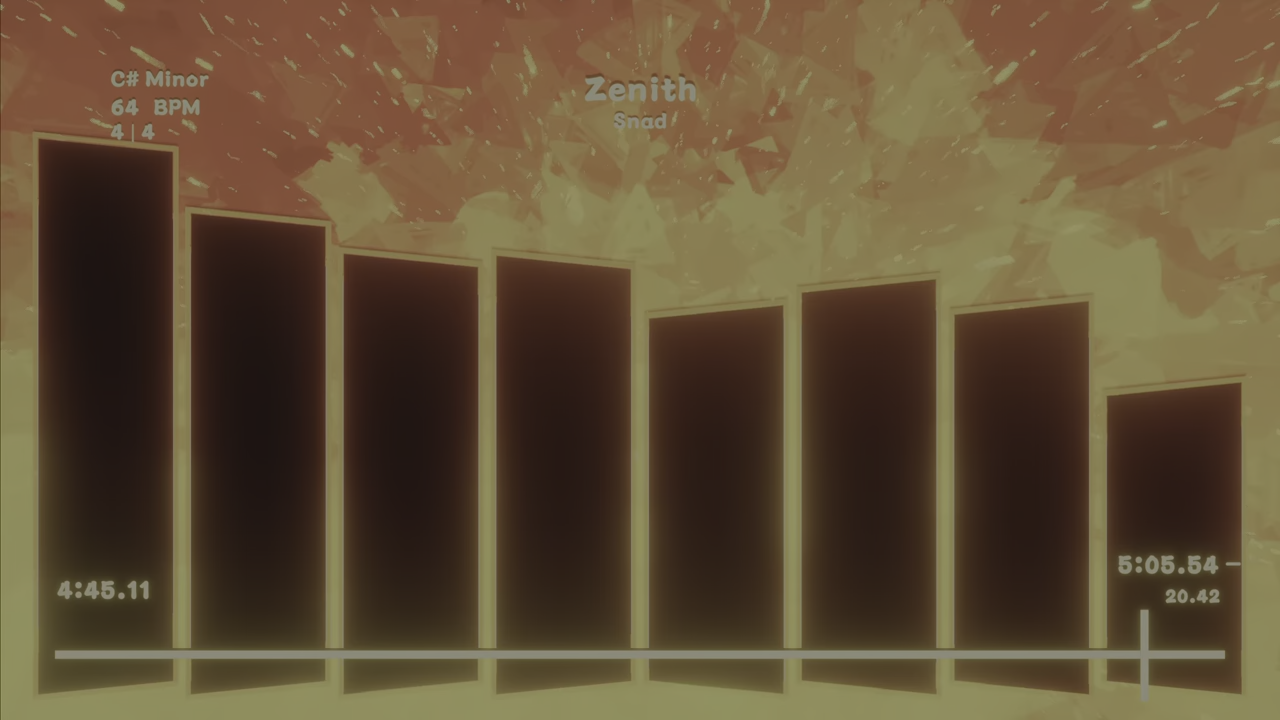 C# Minor
64 BPM
4 | 4
Zenith
Snad
4:45.11
5:05.54 –
20.42